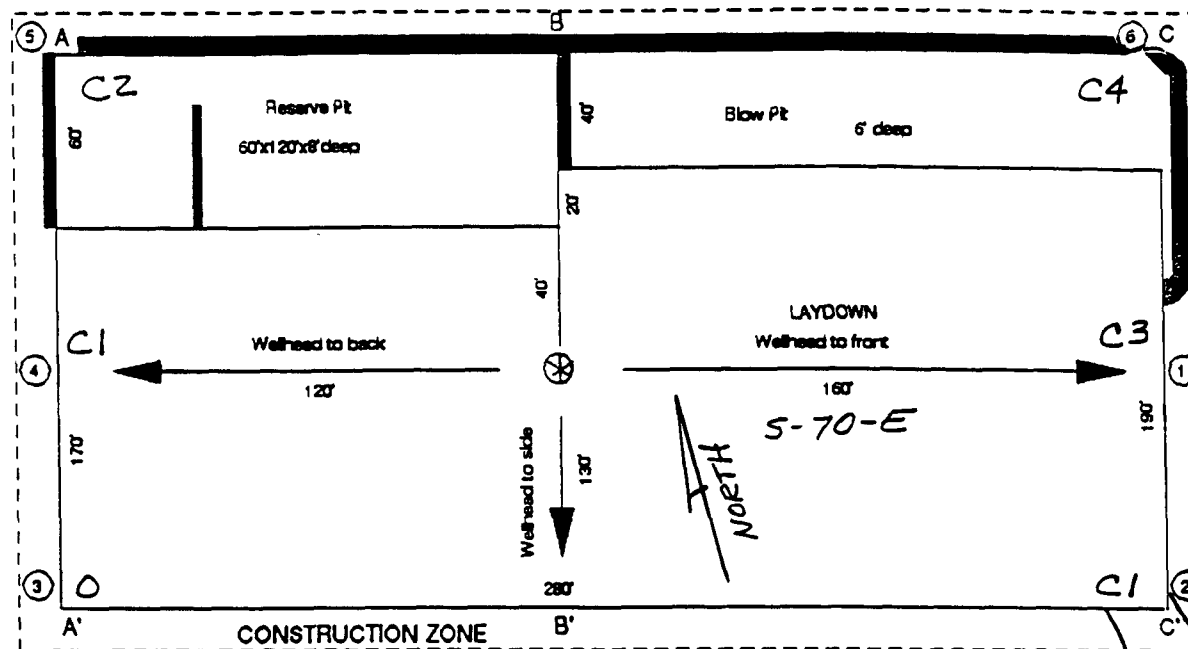 5 A B 6 C
C2 Reserve Pit 40' Blow Pit C4
60' 60'x120'x8' deep 6' deep
20'
40'
LAYDOWN
C1 Wellhead to back Wellhead to front C3
4 1
120' 160'
S-70-E
170' Wellhead to side 130' NORTH 190'
3 O 280' C1 2
A' B' C'
CONSTRUCTION ZONE